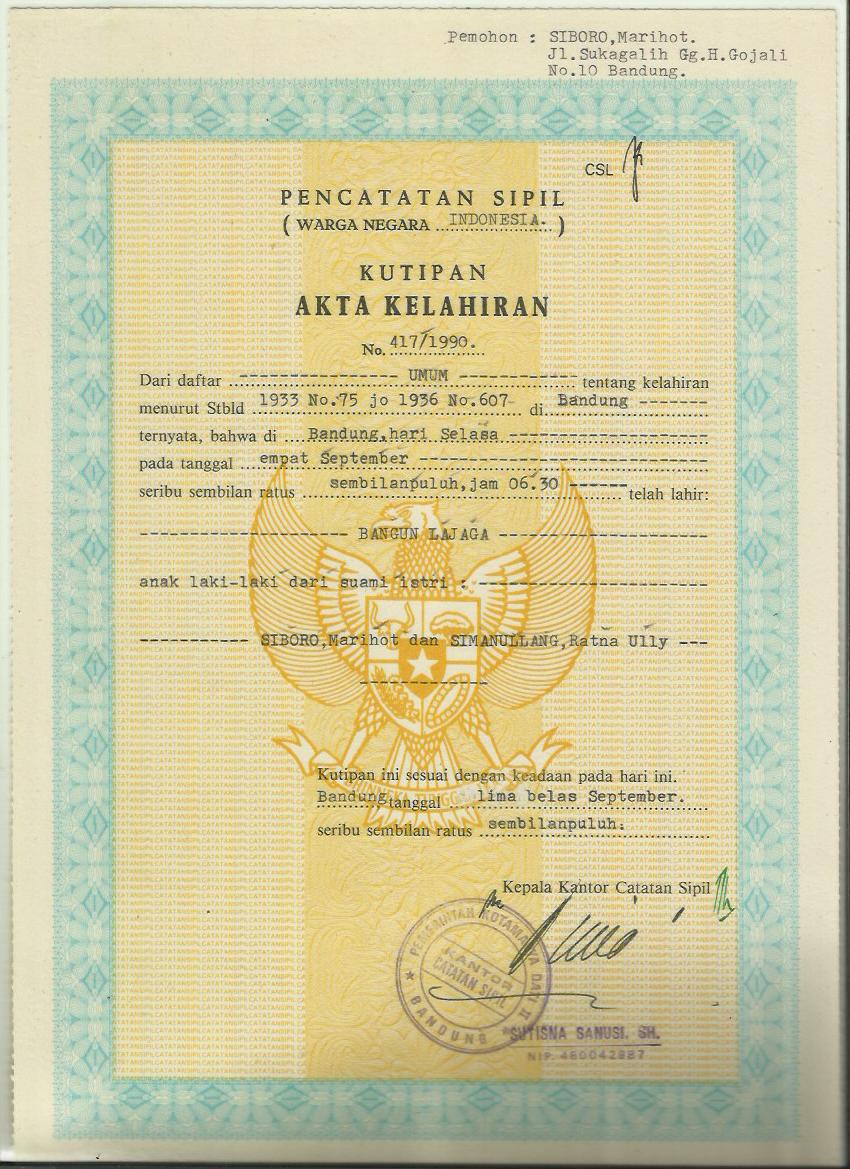 Pemohon : SIBORO,Marihot.
Jl.Sukagalih Gg.H.Gojali
No.10 Bandung.
CSL
PENCATATAN SIPIL
( WARGA NEGARA INDONESIA. )
KUTIPAN
AKTA KELAHIRAN
No. 417/1990.
Dari daftar ---------------- UMUM ------------ tentang kelahiran
menurut Stbld 1933 No.75 jo 1936 No.607- di Bandung -------
ternyata, bahwa di Bandung,hari Selasa --------------------
pada tanggal empat September -----------------------------
seribu sembilan ratus sembilanpuluh,jam 06.30 ------ telah lahir:
--------------------- BANGUN LAJAGA ---------------------
anak laki-laki dari suami istri : -----------------------
----------- SIBORO,Marihot dan SIMANULLANG,Ratna Ully ---
-------------
Kutipan ini sesuai dengan keadaan pada hari ini.
Bandung tanggal lima belas September.
seribu sembilan ratus sembilanpuluh.
Kepala Kantor Catatan Sipil
PEMERINTAH KOTAMADYA DATI II
KANTOR
CATATAN SIPIL
BANDUNG
SUTISNA SANUSI, SH.
NIP. 480042887